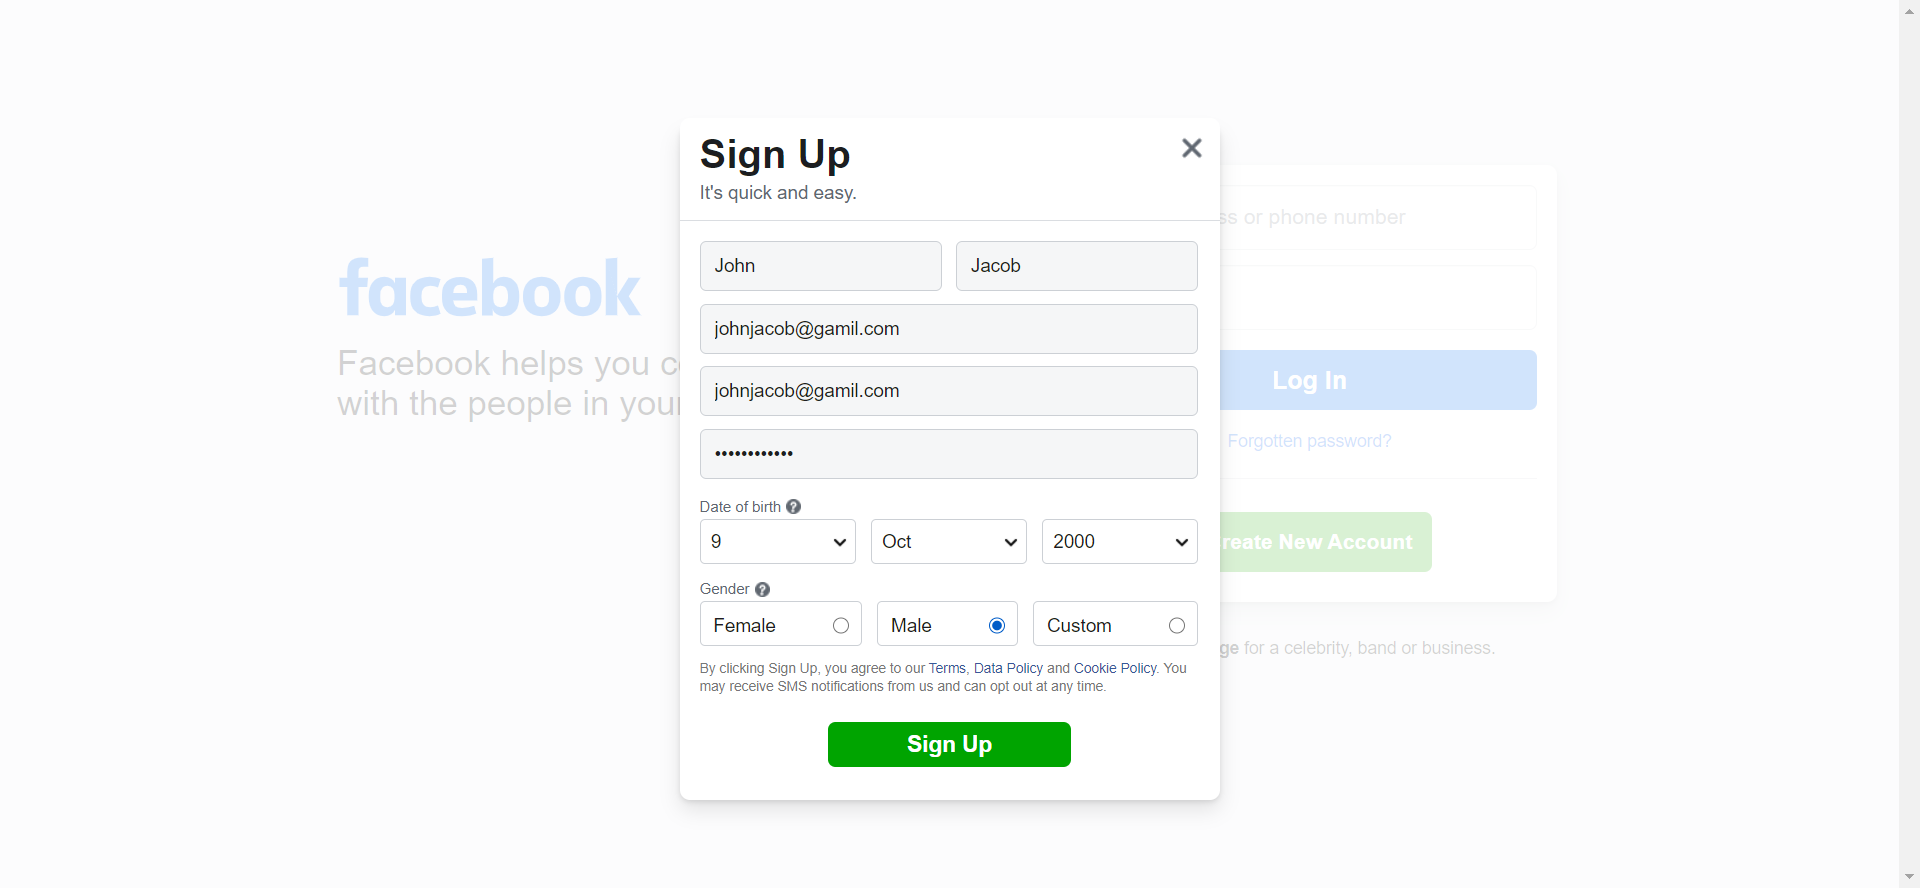 Sign Up
It's quick and easy.
John Jacob
johnjacob@gamil.com
johnjacob@gamil.com
••••••••••••
Date of birth ?
9 Oct 2000
Gender ?
Female Male Custom
By clicking Sign Up, you agree to our Terms, Data Policy and Cookie Policy. You
may receive SMS notifications from us and can opt out at any time.
Sign Up
facebook
Facebook helps you
with the people in
or phone number
Log In
Forgotten password?
New Account
for a celebrity, band or business.